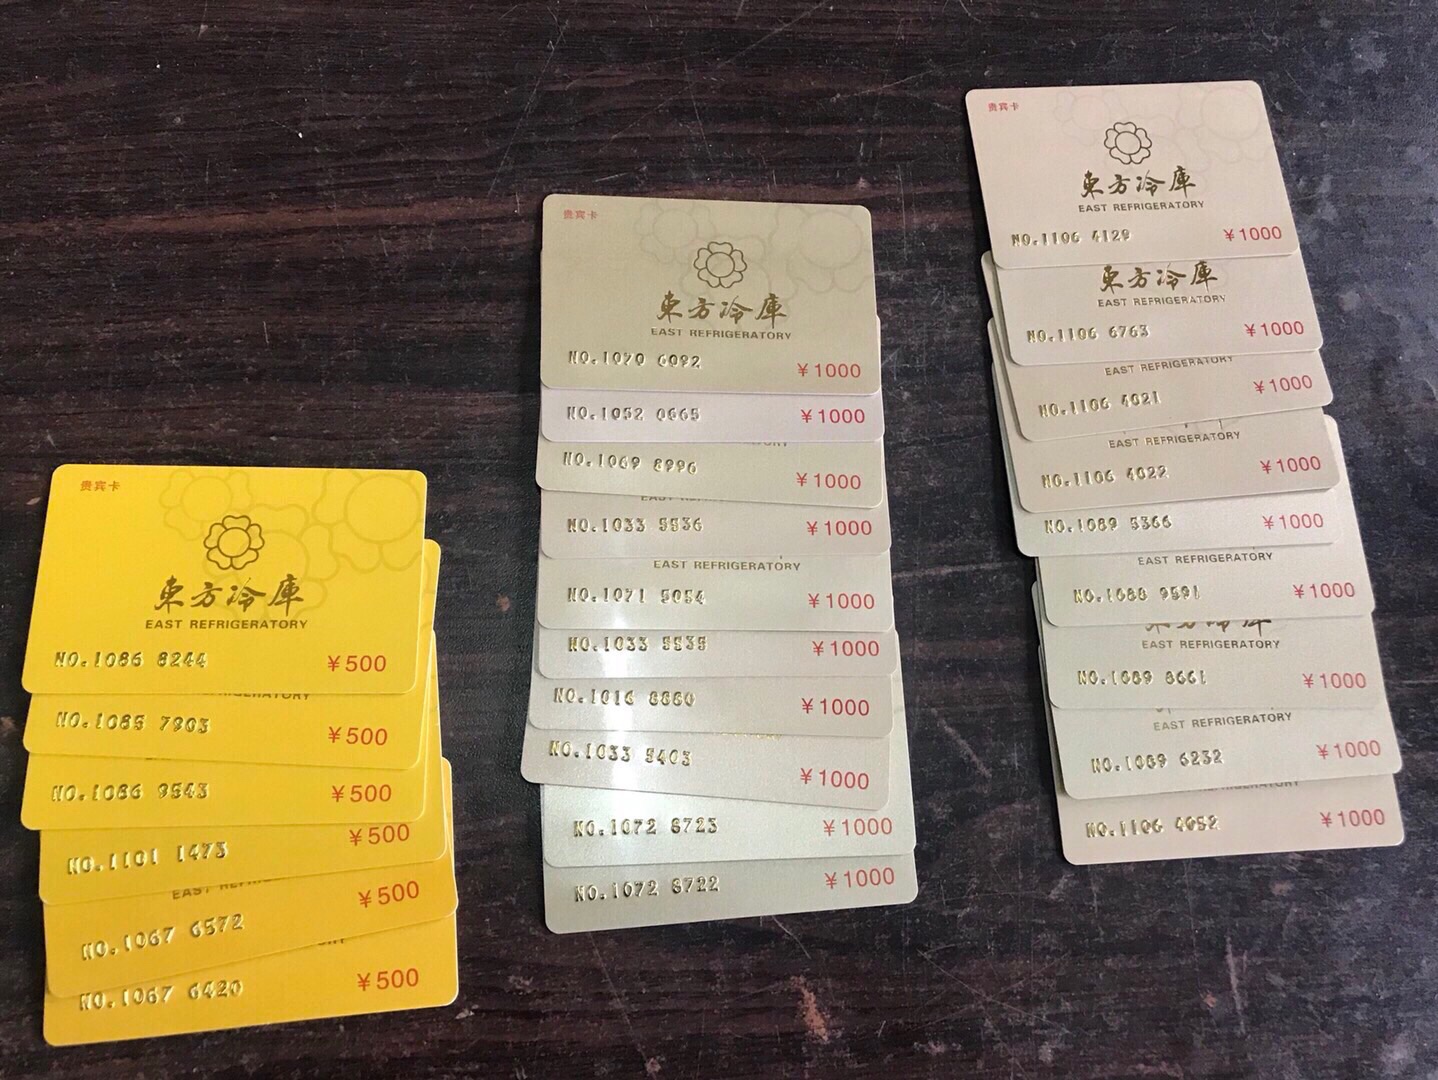 贵宾卡
東方冷庫
EAST REFRIGERATORY
NO.1086 8244 ￥500
NO.1085 7903 ￥500
NO.1086 9543 ￥500
NO.1101 1473 ￥500
NO.1067 6572 ￥500
NO.1067 6420 ￥500
贵宾卡
東方冷庫
EAST REFRIGERATORY
NO.1070 6092 ￥1000
NO.1052 0665 ￥1000
NO.1069 8996 ￥1000
NO.1033 5536 ￥1000
EAST REFRIGERATORY
NO.1071 5054 ￥1000
NO.1033 5535 ￥1000
NO.1016 8860 ￥1000
NO.1033 5403 ￥1000
NO.1072 8723 ￥1000
NO.1072 8722 ￥1000
贵宾卡
東方冷庫
EAST REFRIGERATORY
NO.1106 4129 ￥1000
東方冷庫
EAST REFRIGERATORY
NO.1106 6763 ￥1000
EAST REFRIGERATORY
NO.1106 4021 ￥1000
EAST REFRIGERATORY
NO.1106 4022 ￥1000
NO.1089 5366 ￥1000
EAST REFRIGERATORY
NO.1088 9591 ￥1000
EAST REFRIGERATORY
NO.1089 8661 ￥1000
EAST REFRIGERATORY
NO.1089 6232 ￥1000
NO.1106 4052 ￥1000